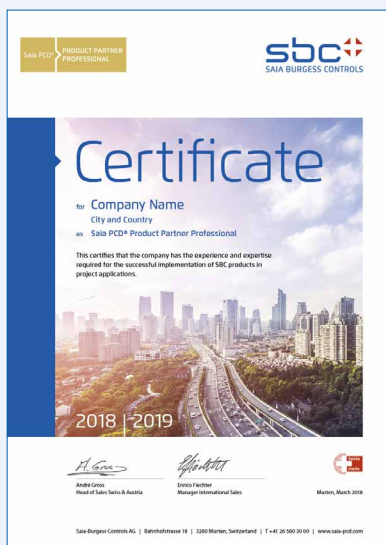 Saia PCD® PRODUCT PARTNER
PROFESSIONAL
sbc
SAIA BURGESS CONTROLS
Certificate
for Company Name
City and Country
as Saia PCD® Product Partner Professional
This certifies that the company has the experience and expertise
required for the successful implementation of SBC products in
project applications.
2018 | 2019
André Gross
Head of Sales Swiss & Austria
Enrico Fiechter
Manager International Sales
swiss
made
Murten, March 2018
Saia-Burgess Controls AG | Bahnhofstrasse 18 | 3280 Murten, Switzerland | T +41 26 580 30 00 | www.saia-pcd.com